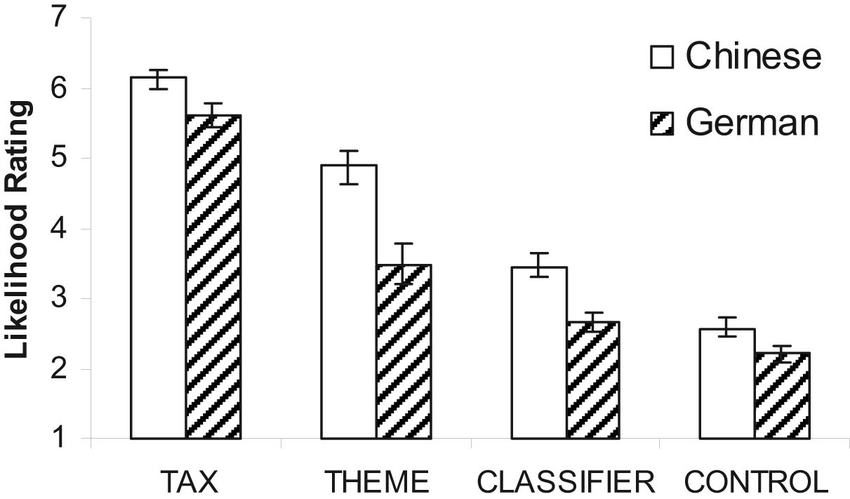 Likelihood Rating
7
6
5
4
3
2
1
Chinese
German
TAX
THEME
CLASSIFIER
CONTROL